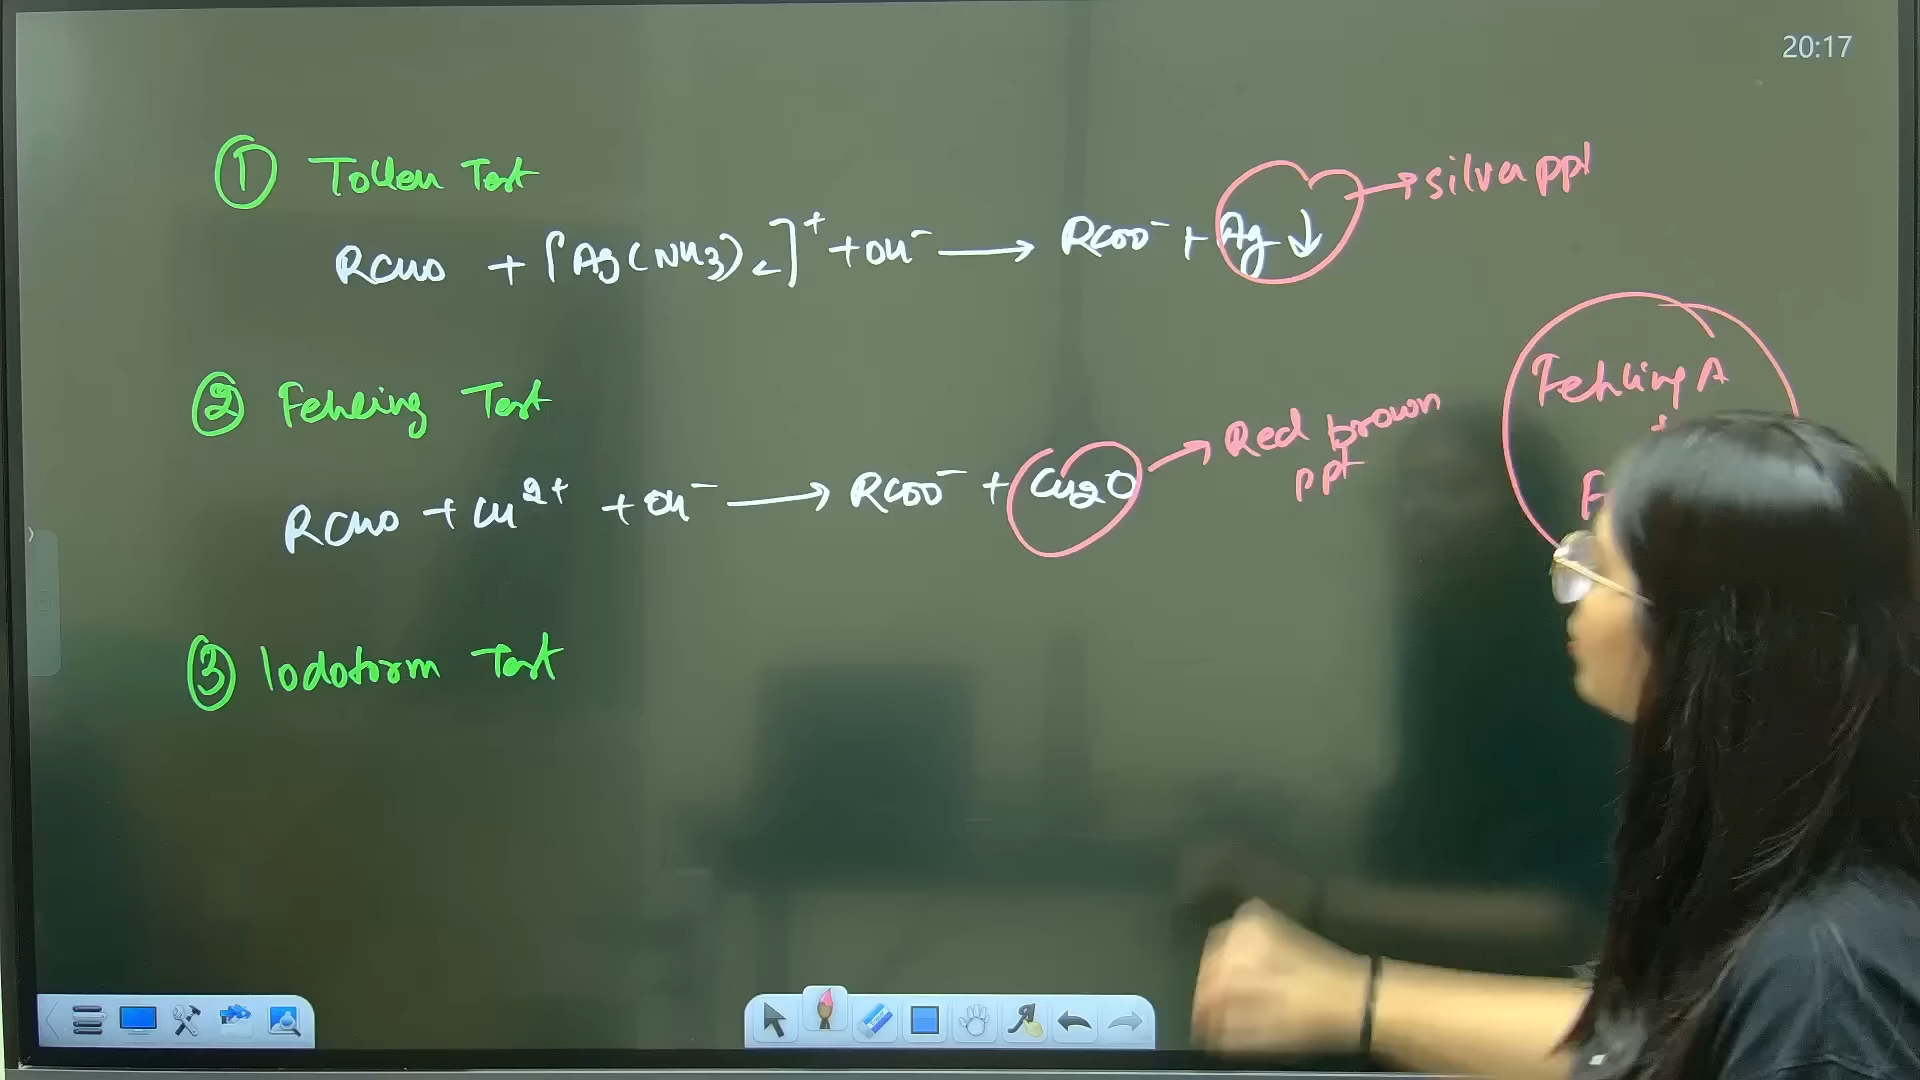 20:17
① Tollen Test
RCHO + [Ag(NH3)2]+ + OH- ⟶ RCOO- + Ag↓ → silver ppt
② Fehling Test
RCHO + Cu2+ + OH- ⟶ RCOO- + Cu2O → Red brown
ppt
Fehling A
+
F
③ Iodoform Test